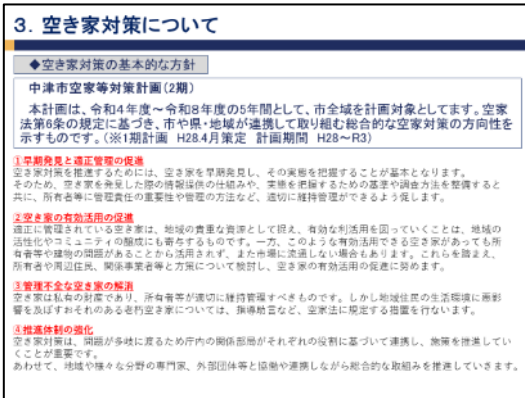 3．空き家対策について
◆空き家対策の基本的な方針
中津市空家等対策計画（2期）
本計画は、令和4年度～令和8年度の5年間として、市全域を計画対象としてます。空家
法第6条の規定に基づき、市や県・地域が連携して取り組む総合的な空家対策の方向性を
示すものです。（※1期計画　H28.4月策定　計画期間　H28～R3）
①早期発見と適正管理の促進
空き家対策を推進するためには、空き家を早期発見し、その実態を把握することが基本となります。
そのため、空き家を発見した際の情報提供の仕組みや、実態を把握するための基準や調査方法を整備すると
共に、所有者等に管理責任の重要性や管理の方法など、適切に維持管理ができるよう促します。
②空き家の有効活用の促進
適正に管理されている空き家は、地域の貴重な資源として捉え、有効な利活用を図っていくことは、地域の
活性化やコミュニティの醸成にも寄与するものです。一方、このような有効活用できる空き家があっても所
有者等や建物の問題があることから活用されず、また市場に流通しない場合もあります。これらを踏まえ、
所有者や周辺住民、関係事業者等と方策について検討し、空き家の有効活用の促進に努めます。
③管理不全な空き家の解消
空き家は私有の財産であり、所有者等が適切に維持管理すべきものです。しかし地域住民の生活環境に悪影
響を及ぼすおそれのある老朽空き家については、指導助言など、空家法に規定する措置を行ないます。
④推進体制の強化
空き家対策は、問題が多岐に渡るため庁内の関係部局がそれぞれの役割に基づいて連携し、施策を推進してい
くことが重要です。
あわせて、地域や様々な分野の専門家、外部団体等と協働や連携しながら総合的な取組みを推進していきます。